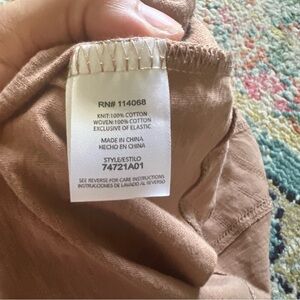 RN# 114068
KNIT:100% COTTON
WOVEN:100% COTTON
EXCLUSIVE OF ELASTIC
MADE IN CHINA
HECHO EN CHINA
STYLE/ESTILO
74721A01
SEE REVERSE FOR CARE INSTRUCTIONS
INSTRUCCIONES DE LAVADO AL REVERSO